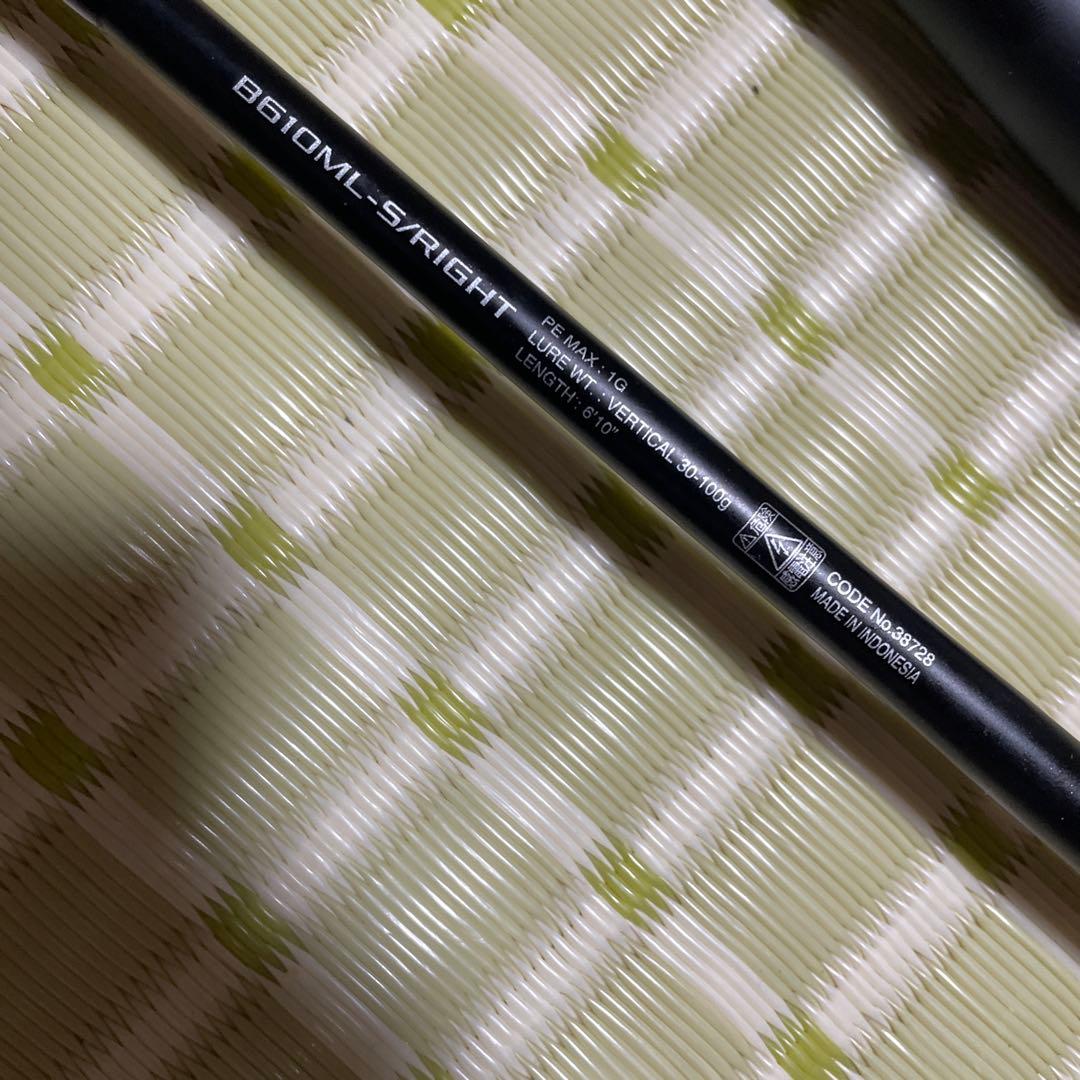 B610ML-S/RIGHT
PE MAX.: 1G
LURE WT.: VERTICAL 30-100g
LENGTH: 6'10"
CODE No.38728
MADE IN INDONESIA